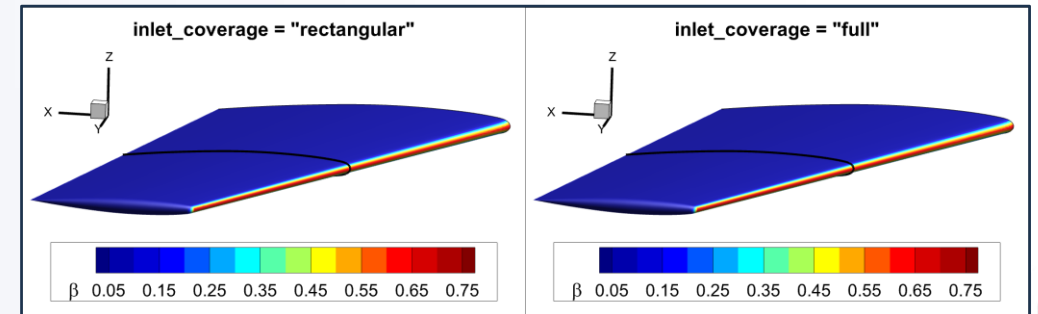 inlet_coverage = "rectangular"
Z
X
Y
β 0.05 0.15 0.25 0.35 0.45 0.55 0.65 0.75
inlet_coverage = "full"
Z
X
Y
β 0.05 0.15 0.25 0.35 0.45 0.55 0.65 0.75